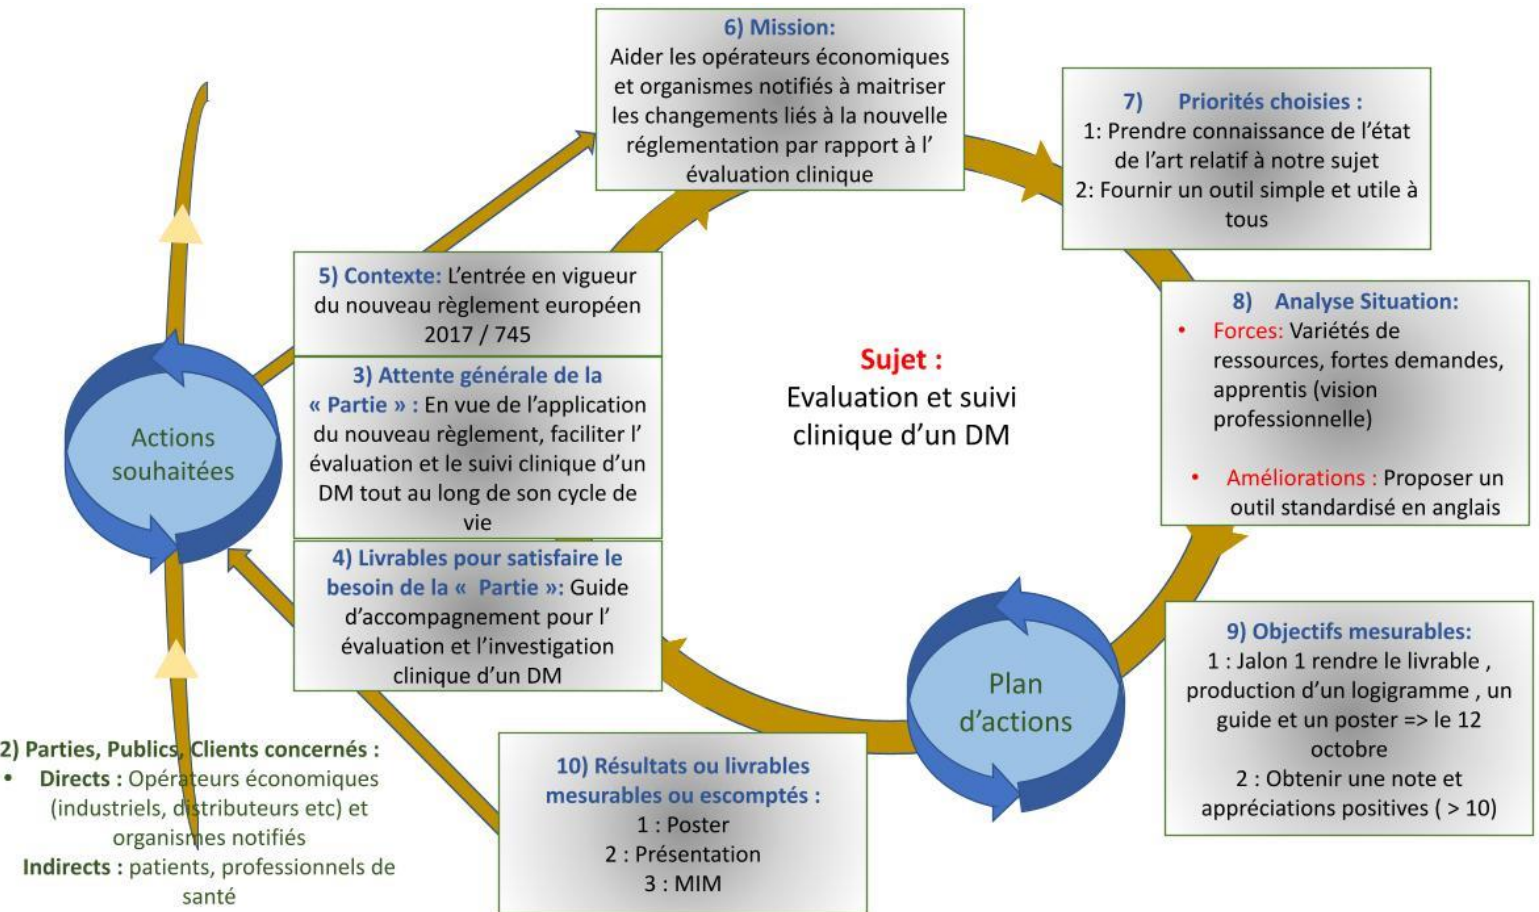 6) Mission:
Aider les opérateurs économiques
et organismes notifiés à maitriser
les changements liés à la nouvelle
réglementation par rapport à l’
évaluation clinique
7) Priorités choisies :
1: Prendre connaissance de l’état
de l’art relatif à notre sujet
2: Fournir un outil simple et utile à
tous
5) Contexte: L’entrée en vigueur
du nouveau règlement européen
2017 / 745
3) Attente générale de la
« Partie » : En vue de l’application
du nouveau règlement, faciliter l’
évaluation et le suivi clinique d’un
DM tout au long de son cycle de
vie
4) Livrables pour satisfaire le
besoin de la « Partie »: Guide
d’accompagnement pour l’
évaluation et l’investigation
clinique d’un DM
Sujet :
Evaluation et suivi
clinique d’un DM
8) Analyse Situation:
• Forces: Variétés de
ressources, fortes demandes,
apprentis (vision
professionnelle)
• Améliorations : Proposer un
outil standardisé en anglais
Actions
souhaitées
Plan
d’actions
9) Objectifs mesurables:
1 : Jalon 1 rendre le livrable ,
production d’un logigramme , un
guide et un poster => le 12
octobre
2 : Obtenir une note et
appréciations positives ( > 10)
2) Parties, Publics, Clients concernés :
• Directs : Opérateurs économiques
(industriels, distributeurs etc) et
organismes notifiés
Indirects : patients, professionnels de
santé
10) Résultats ou livrables
mesurables ou escomptés :
1 : Poster
2 : Présentation
3 : MIM